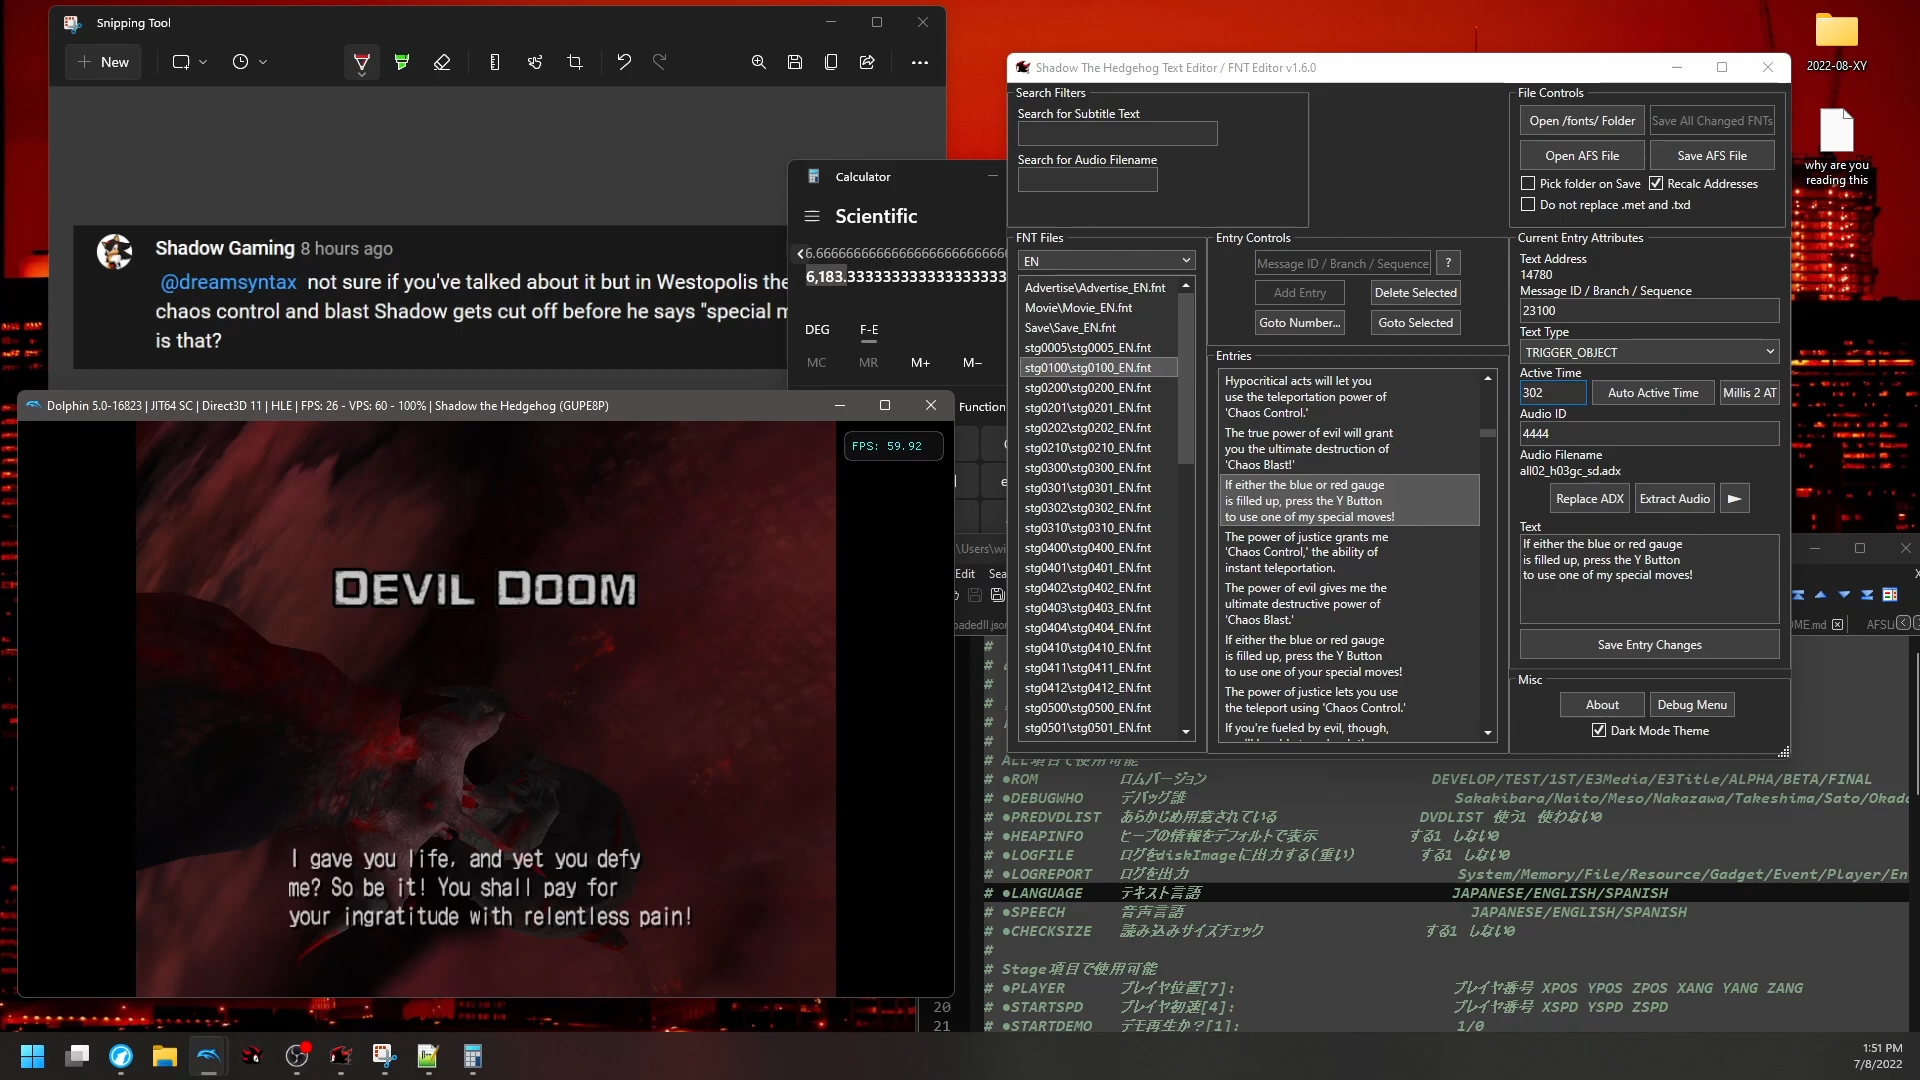 Snipping Tool
New
Shadow Gaming 8 hours ago
@dreamsyntax not sure if you've talked about it but in Westopolis the
chaos control and blast Shadow gets cut off before he says "special m
is that?
Calculator
Scientific
6.66666666666666666666666
6,183.3333333333333333333
DEG F-E
MC MR M+ M−
Function
Dolphin 5.0-16823 | JIT64 SC | Direct3D 11 | HLE | FPS: 26 - VPS: 60 - 100% | Shadow the Hedgehog (GUPE8P)
FPS: 59.92
DEVIL DOOM
I gave you life, and yet you defy
me? So be it! You shall pay for
your ingratitude with relentless pain!
Shadow The Hedgehog Text Editor / FNT Editor v1.6.0
Search Filters
Search for Subtitle Text
Search for Audio Filename
File Controls
Open /fonts/ Folder
Save All Changed FNTs
Open AFS File
Save AFS File
Pick folder on Save
Recalc Addresses
Do not replace .met and .txd
FNT Files
EN
Advertise\Advertise_EN.fnt
Movie\Movie_EN.fnt
Save\Save_EN.fnt
stg0005\stg0005_EN.fnt
stg0100\stg0100_EN.fnt
stg0200\stg0200_EN.fnt
stg0201\stg0201_EN.fnt
stg0202\stg0202_EN.fnt
stg0210\stg0210_EN.fnt
stg0300\stg0300_EN.fnt
stg0301\stg0301_EN.fnt
stg0302\stg0302_EN.fnt
stg0310\stg0310_EN.fnt
stg0400\stg0400_EN.fnt
stg0401\stg0401_EN.fnt
stg0402\stg0402_EN.fnt
stg0403\stg0403_EN.fnt
stg0404\stg0404_EN.fnt
stg0410\stg0410_EN.fnt
stg0411\stg0411_EN.fnt
stg0412\stg0412_EN.fnt
stg0500\stg0500_EN.fnt
stg0501\stg0501_EN.fnt
Entry Controls
Message ID / Branch / Sequence
?
Add Entry
Delete Selected
Goto Number...
Goto Selected
Entries
Hypocritical acts will let you
use the teleportation power of
'Chaos Control.'
The true power of evil will grant
you the ultimate destruction of
'Chaos Blast!'
If either the blue or red gauge
is filled up, press the Y Button
to use one of my special moves!
The power of justice grants me
'Chaos Control,' the ability of
instant teleportation.
The power of evil gives me the
ultimate destructive power of
'Chaos Blast.'
If either the blue or red gauge
is filled up, press the Y Button
to use one of your special moves!
The power of justice lets you use
the teleport using 'Chaos Control.'
If you're fueled by evil, though,
Current Entry Attributes
Text Address
14780
Message ID / Branch / Sequence
23100
Text Type
TRIGGER_OBJECT
Active Time
302
Auto Active Time
Millis 2 AT
Audio ID
4444
Audio Filename
all02_h03gc_sd.adx
Replace ADX
Extract Audio
Text
If either the blue or red gauge
is filled up, press the Y Button
to use one of my special moves!
Save Entry Changes
Misc
About
Debug Menu
Dark Mode Theme
2022-08-XY
why are you
reading this
\Users\wi
Edit Sea
oadedll.json
ME.md
AFSLi
# ALL項目で使用可能
# ●ROM ロムバージョン DEVELOP/TEST/1ST/E3Media/E3Title/ALPHA/BETA/FINAL
# ●DEBUGWHO デバッグ誰 Sakakibara/Naito/Meso/Nakazawa/Takeshima/Sato/Okada
# ●PREDVDLIST あらかじめ用意されている DVDLIST 使う1 使わない0
# ●HEAPINFO ヒープの情報をデフォルトで表示 する1 しない0
# ●LOGFILE ログをdiskImageに出力する(重い) する1 しない0
# ●LOGREPORT ログを出力 System/Memory/File/Resource/Gadget/Event/Player/En
# ●LANGUAGE テキスト言語 JAPANESE/ENGLISH/SPANISH
# ●SPEECH 音声言語 JAPANESE/ENGLISH/SPANISH
# ●CHECKSIZE 読み込みサイズチェック する1 しない0
#
# Stage項目で使用可能
# ●PLAYER プレイヤ位置[7]: プレイヤ番号 XPOS YPOS ZPOS XANG YANG ZANG
20 # ●STARTSPD プレイヤ初速[4]: プレイヤ番号 XSPD YSPD ZSPD
21 # ●STARTDEMO デモ再生か?[1]: 1/0
1:51 PM
7/8/2022